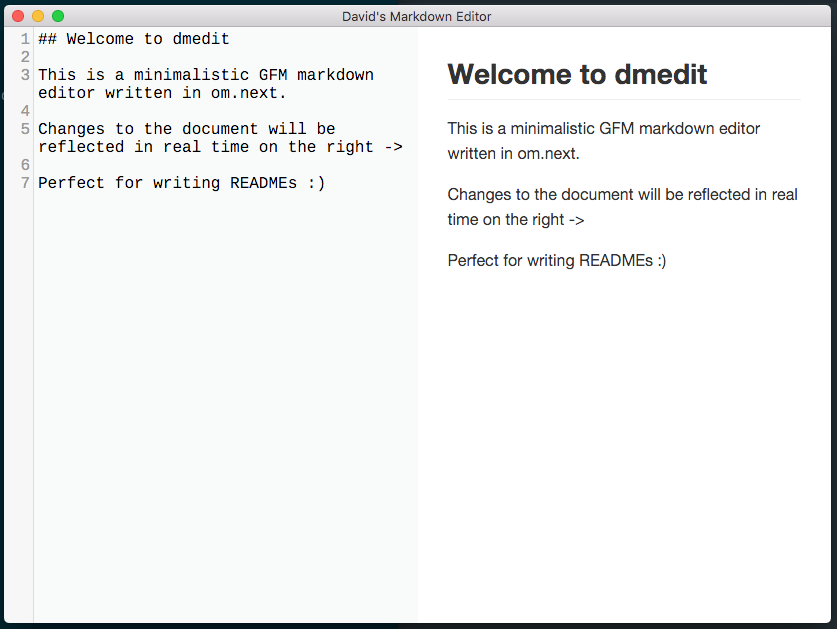 David's Markdown Editor
1 ## Welcome to dmedit
2
3 This is a minimalistic GFM markdown
editor written in om.next.
4
5 Changes to the document will be
reflected in real time on the right ->
6
7 Perfect for writing READMEs :)
Welcome to dmedit
This is a minimalistic GFM markdown editor
written in om.next.
Changes to the document will be reflected in real
time on the right ->
Perfect for writing READMEs :)